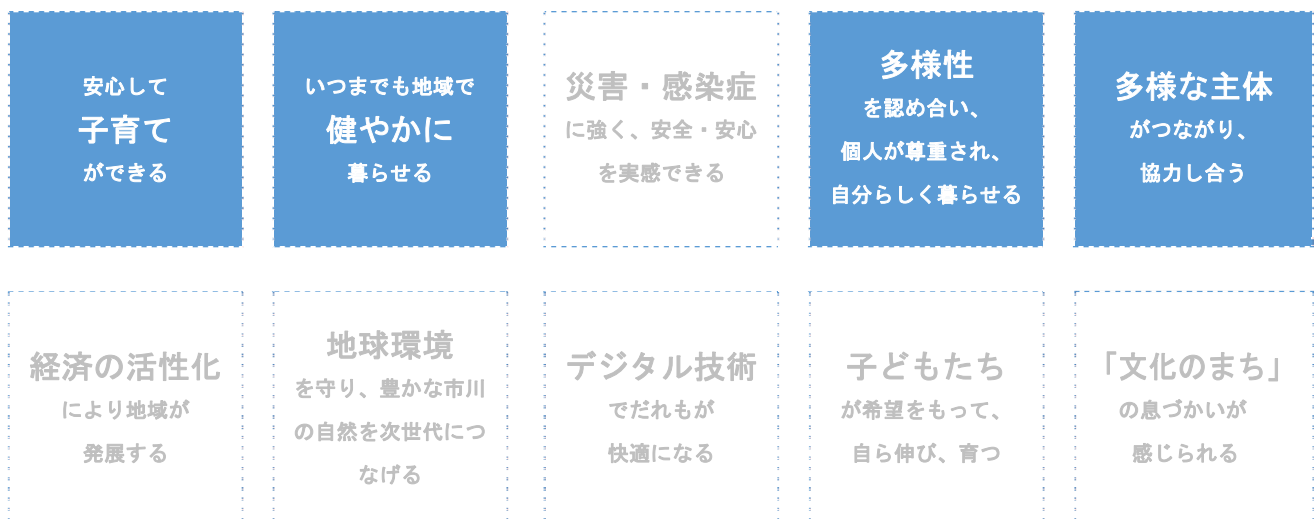 安心して
子育て
ができる
いつまでも地域で
健やかに
暮らせる
災害・感染症
に強く、安全・安心
を実感できる
多様性
を認め合い、
個人が尊重され、
自分らしく暮らせる
多様な主体
がつながり、
協力し合う
経済の活性化
により地域が
発展する
地球環境
を守り、豊かな市川
の自然を次世代につ
なげる
デジタル技術
でだれもが
快適になる
子どもたち
が希望をもって、
自ら伸び、育つ
「文化のまち」
の息づかいが
感じられる